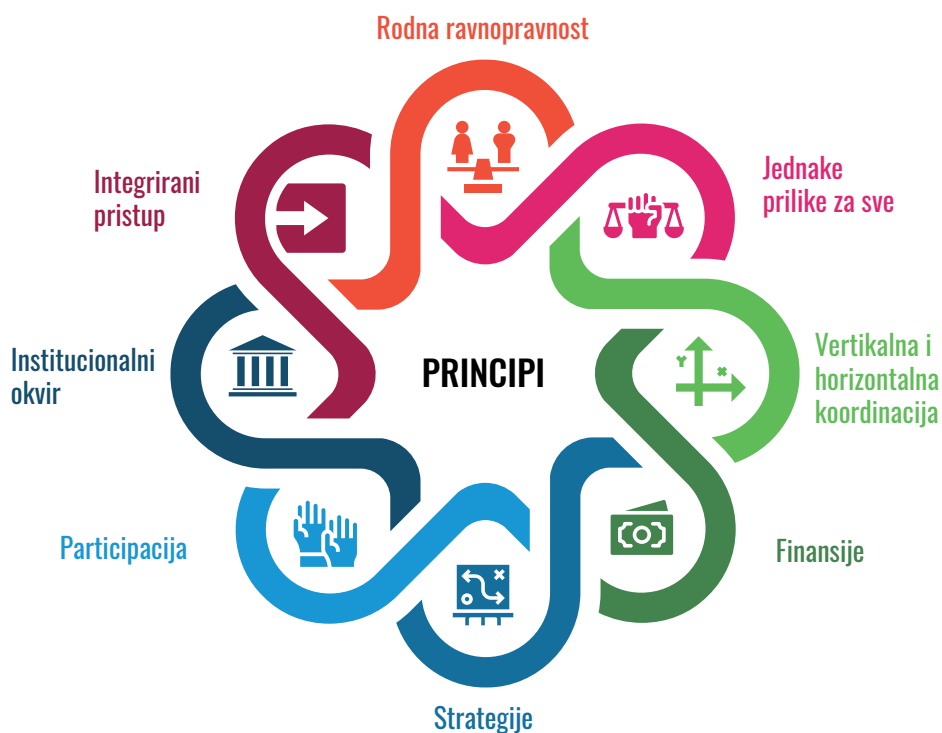 Rodna ravnopravnost
Jednake
prilike za sve
Vertikalna i
horizontalna
koordinacija
Finansije
Strategije
Participacija
Institucionalni
okvir
Integrirani
pristup
PRINCIPI
Y
X